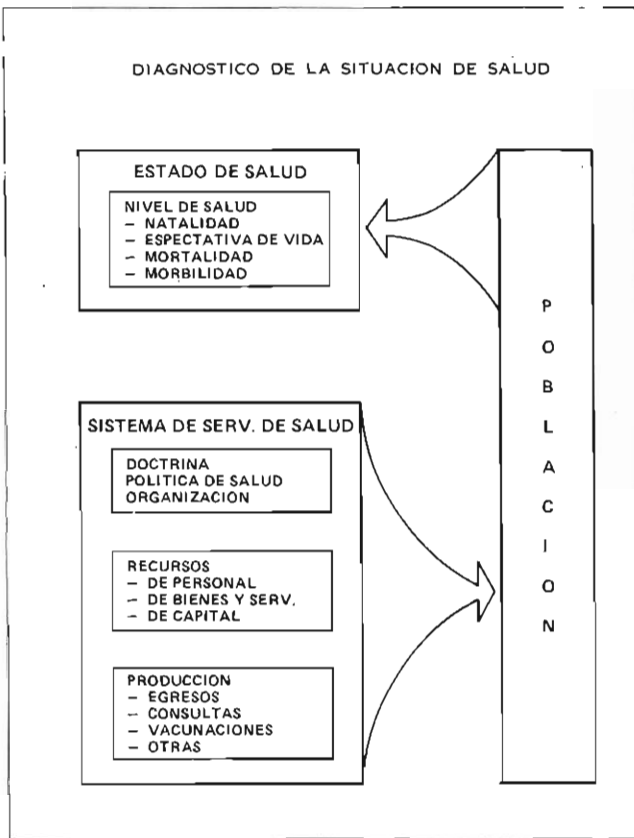 DIAGNOSTICO DE LA SITUACION DE SALUD
ESTADO DE SALUD
NIVEL DE SALUD
– NATALIDAD
– ESPECTATIVA DE VIDA
– MORTALIDAD
– MORBILIDAD
SISTEMA DE SERV. DE SALUD
DOCTRINA
POLITICA DE SALUD
ORGANIZACION
RECURSOS
– DE PERSONAL
– DE BIENES Y SERV.
– DE CAPITAL
PRODUCCION
– EGRESOS
– CONSULTAS
– VACUNACIONES
– OTRAS
POBLACION